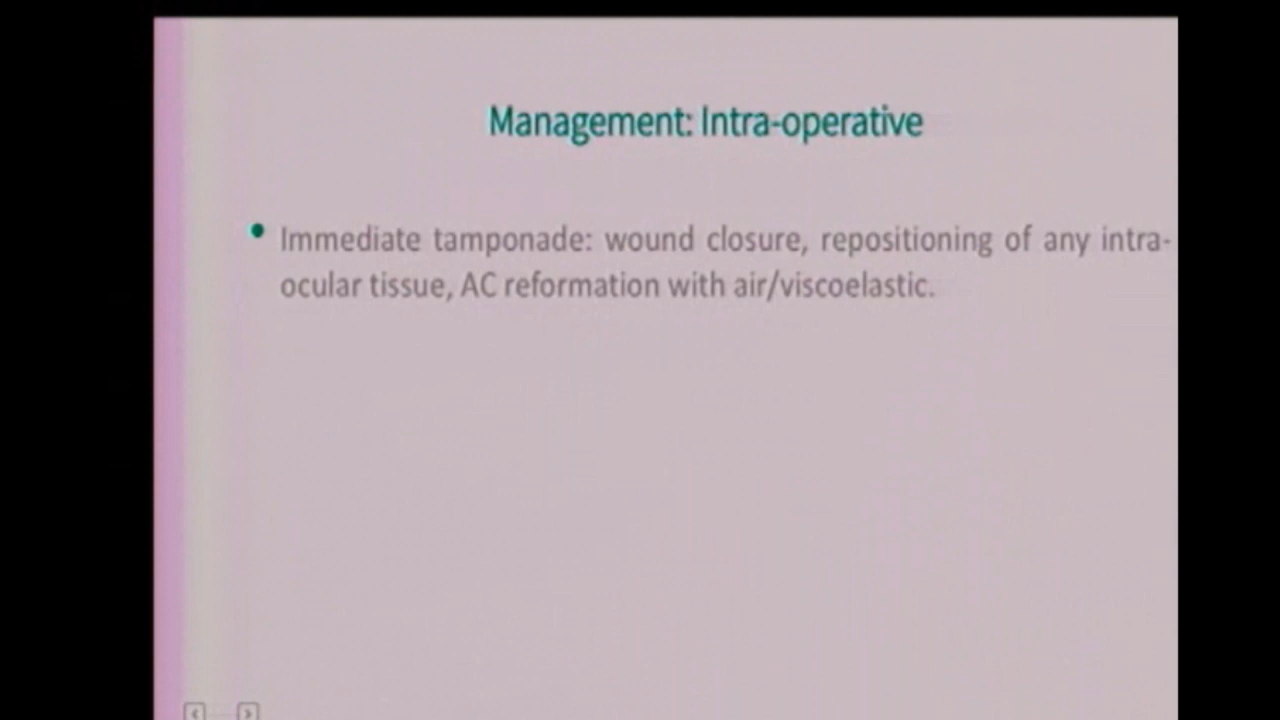 Management: Intra-operative
• Immediate tamponade: wound closure, repositioning of any intra-
ocular tissue, AC reformation with air/viscoelastic.